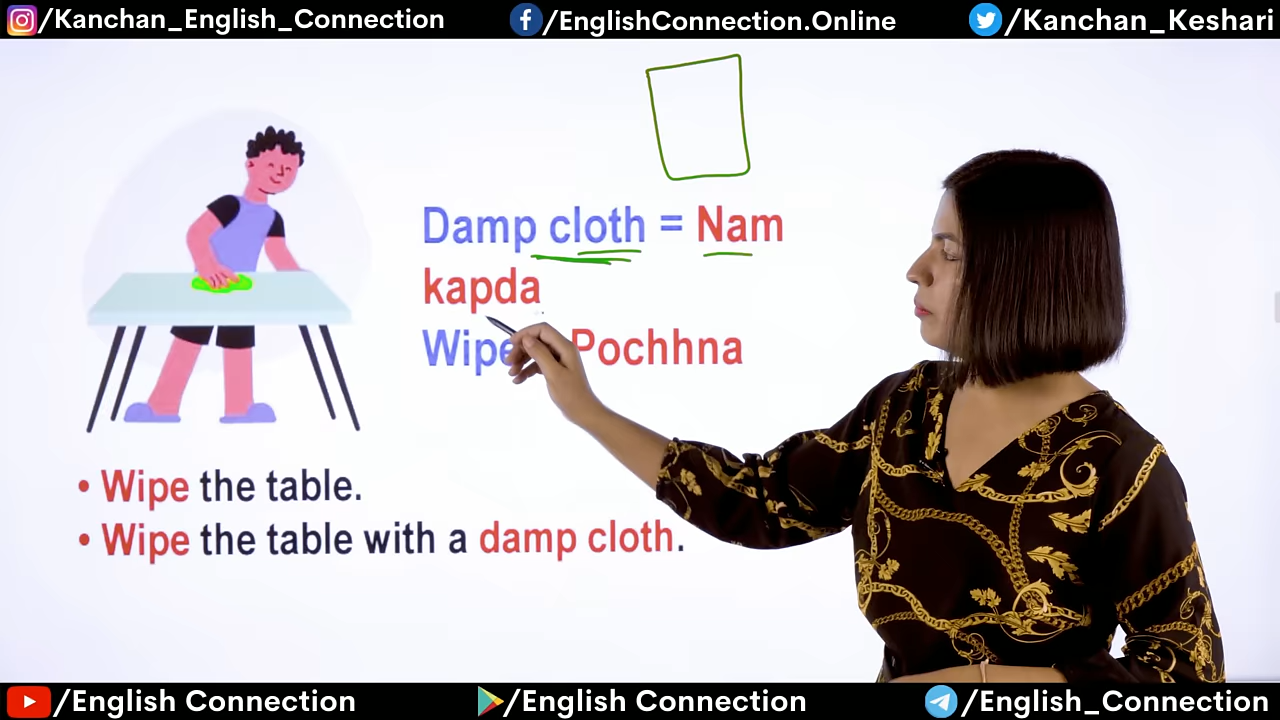 /Kanchan_English_Connection
/EnglishConnection.Online
/Kanchan_Keshari
Damp cloth = Nam
kapda
Wipe Pochhna
• Wipe the table.
• Wipe the table with a damp cloth.
/English Connection
/English Connection
/English_Connection